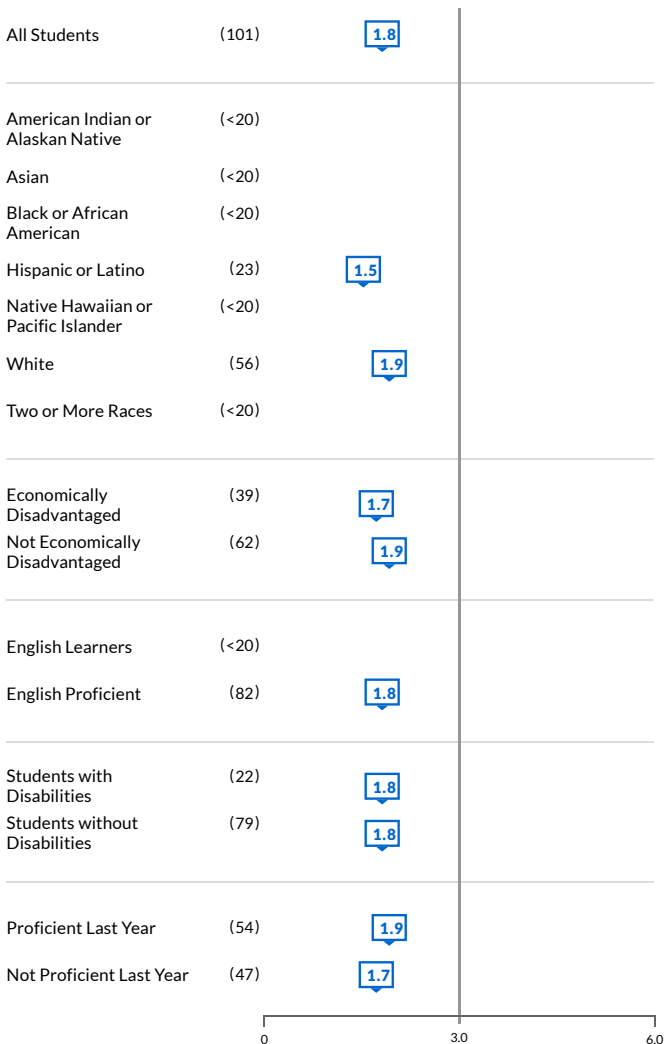 All Students (101) 1.8
American Indian or (<20)
Alaskan Native
Asian (<20)
Black or African (<20)
American
Hispanic or Latino (23) 1.5
Native Hawaiian or (<20)
Pacific Islander
White (56) 1.9
Two or More Races (<20)
Economically (39) 1.7
Disadvantaged
Not Economically (62) 1.9
Disadvantaged
English Learners (<20)
English Proficient (82) 1.8
Students with (22) 1.8
Disabilities
Students without (79) 1.8
Disabilities
Proficient Last Year (54) 1.9
Not Proficient Last Year (47) 1.7
0 3.0 6.0